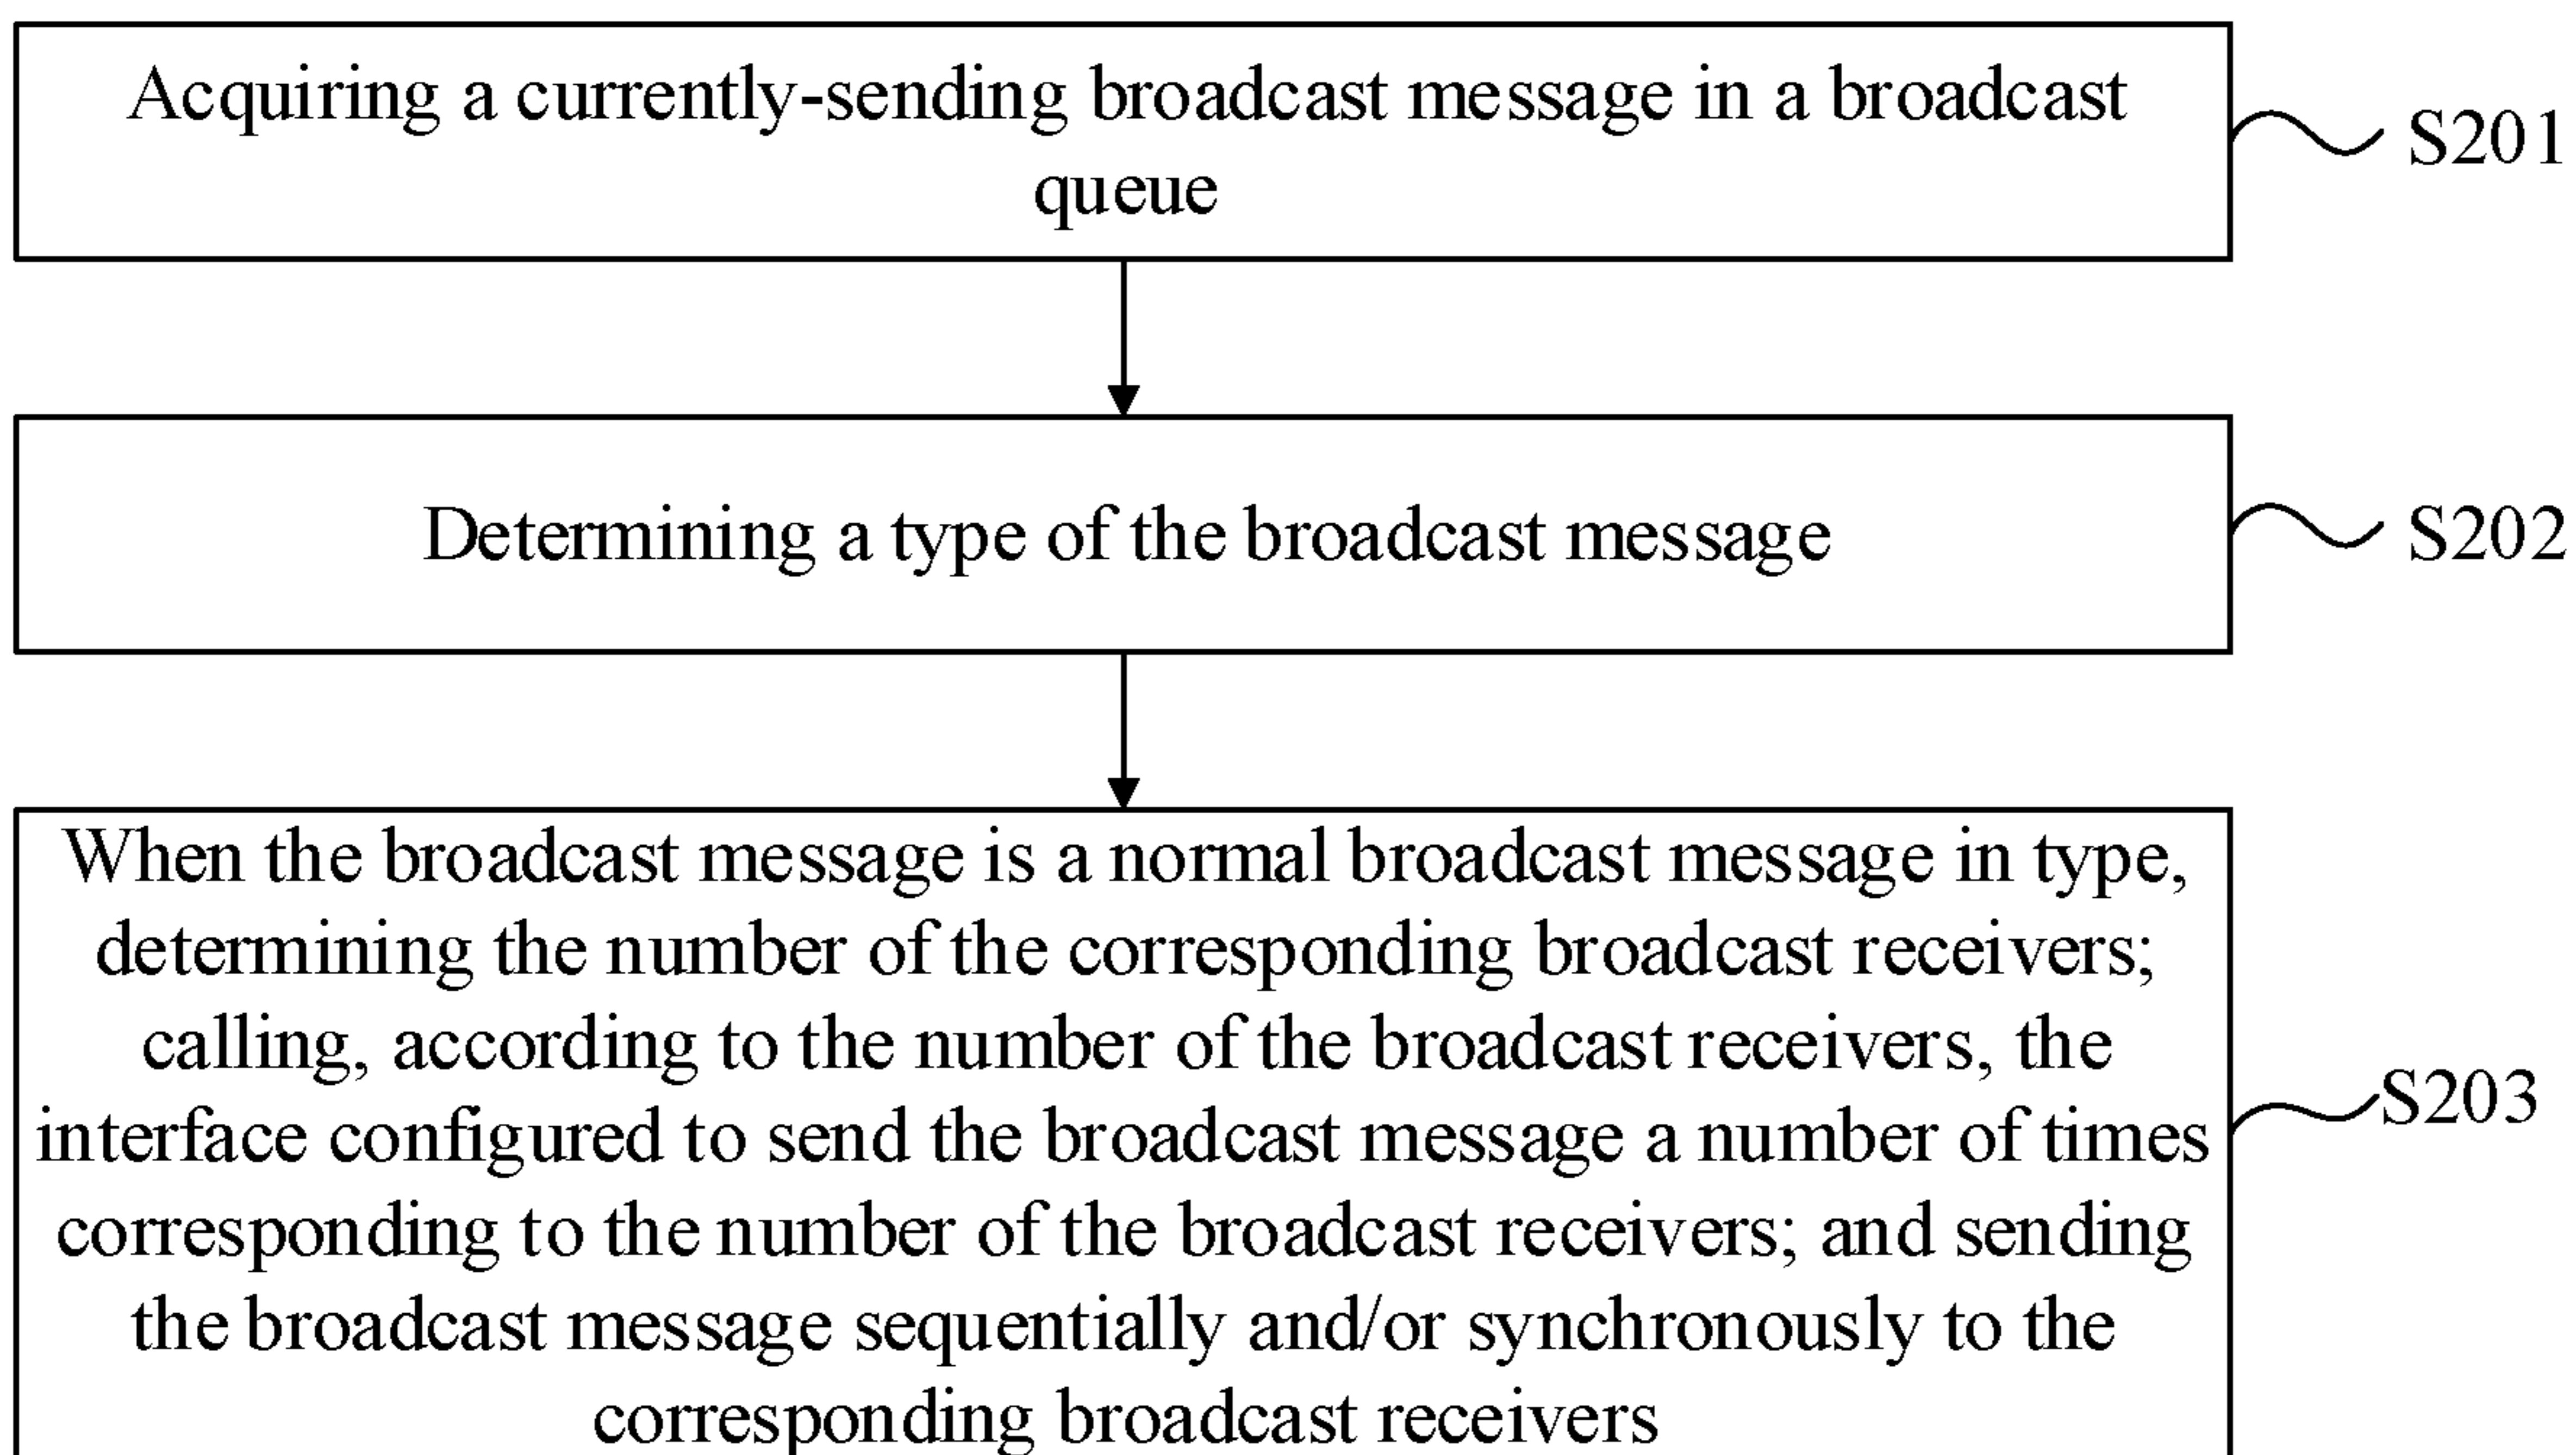 Acquiring a currently-sending broadcast message in a broadcast
queue
S201
Determining a type of the broadcast message
S202
When the broadcast message is a normal broadcast message in type,
determining the number of the corresponding broadcast receivers;
calling, according to the number of the broadcast receivers, the
interface configured to send the broadcast message a number of times
corresponding to the number of the broadcast receivers; and sending
the broadcast message sequentially and/or synchronously to the
corresponding broadcast receivers
S203